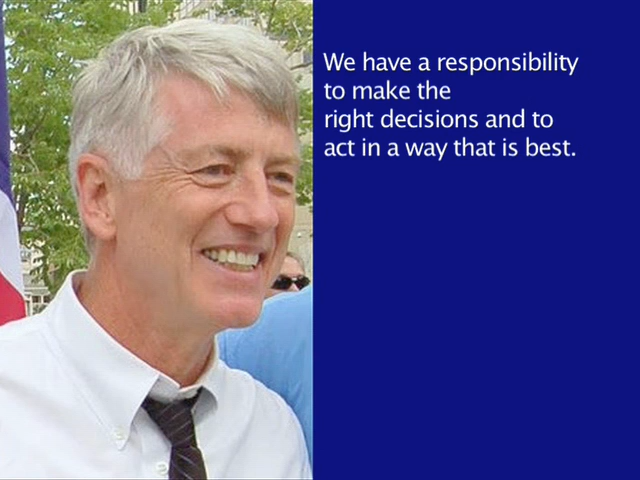 We have a responsibility
to make the
right decisions and to
act in a way that is best.